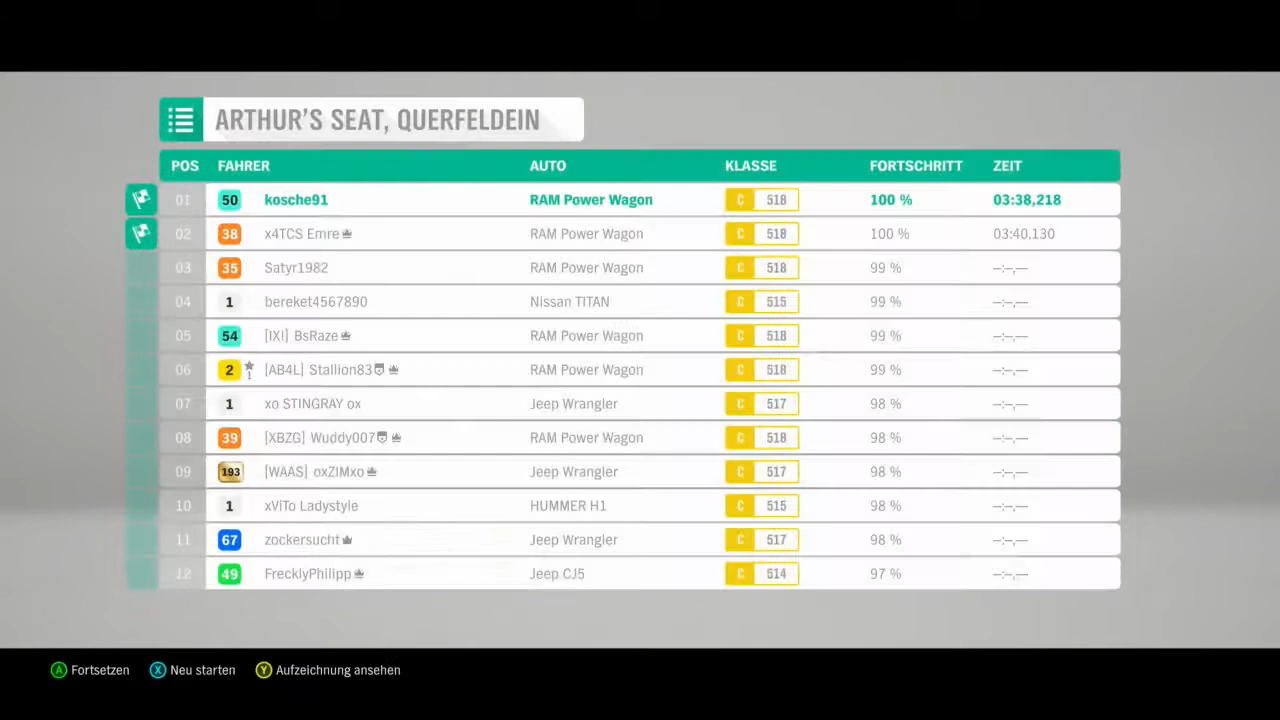 ARTHUR'S SEAT, QUERFELDEIN
POS FAHRER AUTO KLASSE FORTSCHRITT ZEIT
01 50 kosche91 RAM Power Wagon C 518 100 % 03:38,218
02 38 x4TCS Emre RAM Power Wagon C 518 100 % 03:40,130
03 35 Satyr1982 RAM Power Wagon C 518 99 % --:--,---
04 1 bereket4567890 Nissan TITAN C 515 99 % --:--,---
05 54 [IX!] BsRaze RAM Power Wagon C 518 99 % --:--,---
06 2 1 [AB4L] Stallion83 RAM Power Wagon C 518 99 % --:--,---
07 1 xo STINGRAY ox Jeep Wrangler C 517 98 % --:--,---
08 39 [XBZG] Wuddy007 RAM Power Wagon C 518 98 % --:--,---
09 193 [WAAS] oxZIMxo Jeep Wrangler C 517 98 % --:--,---
10 1 xViTo Ladystyle HUMMER H1 C 515 98 % --:--,---
11 67 zockersucht Jeep Wrangler C 517 98 % --:--,---
12 49 FrecklyPhilipp Jeep CJ5 C 514 97 % --:--,---
A Fortsetzen X Neu starten Y Aufzeichnung ansehen